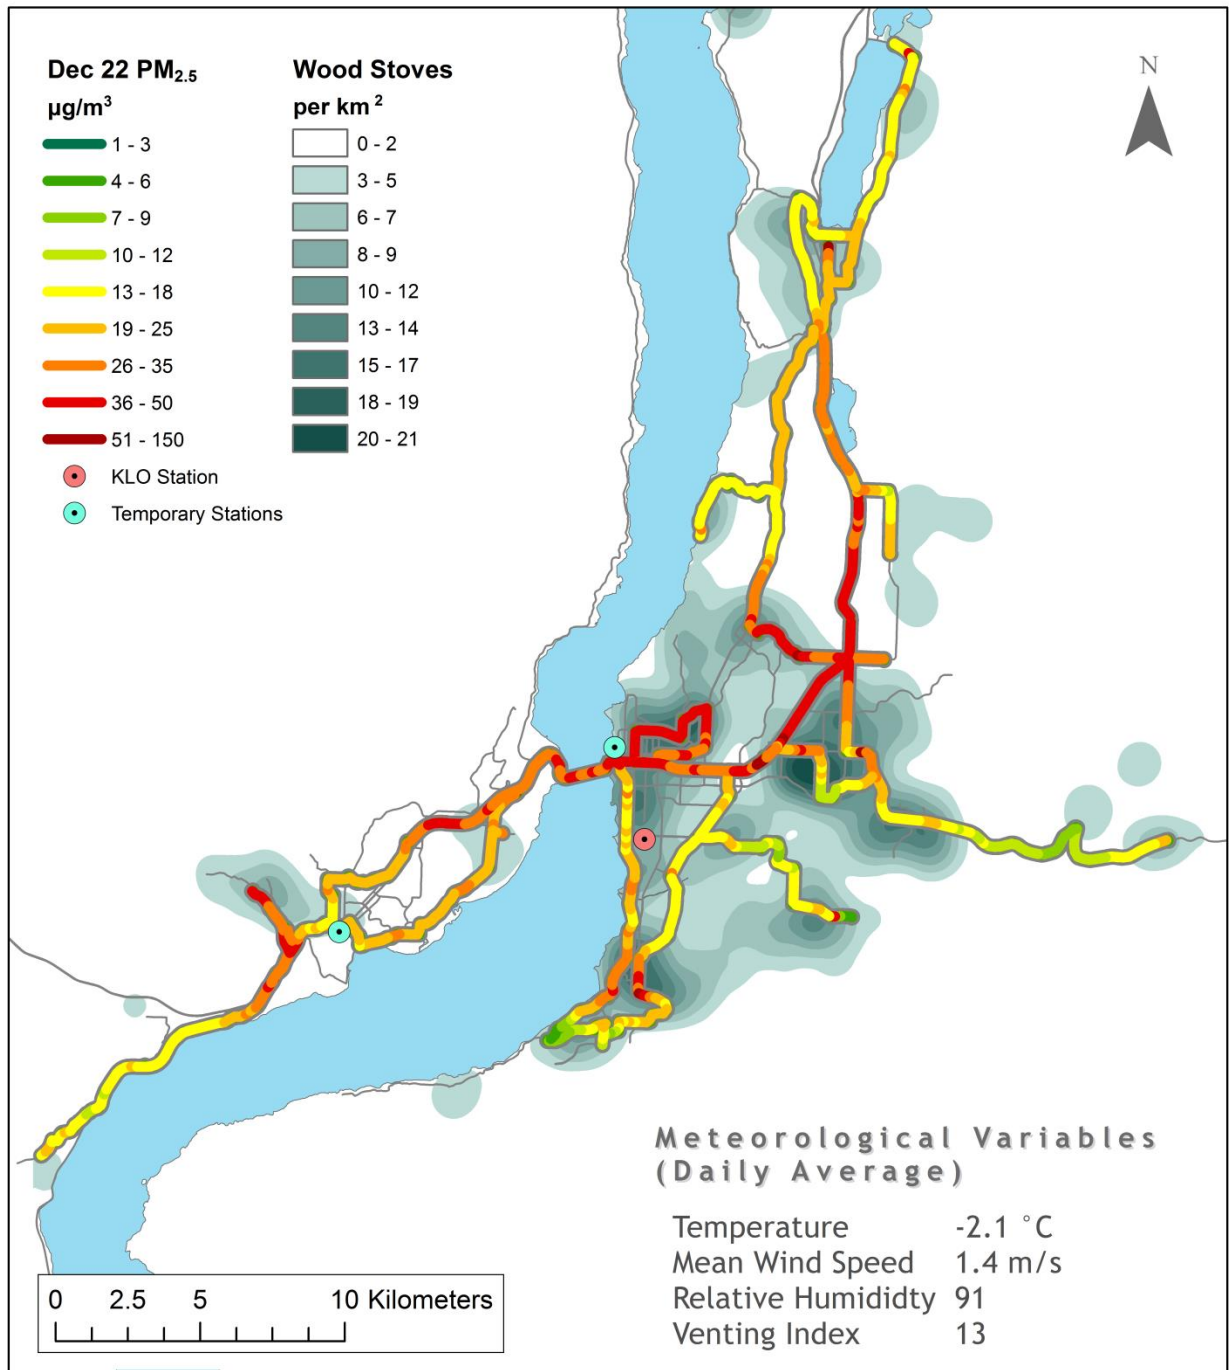 Dec 22 PM2.5
µg/m³
1 - 3
4 - 6
7 - 9
10 - 12
13 - 18
19 - 25
26 - 35
36 - 50
51 - 150
KLO Station
Temporary Stations
Wood Stoves
per km ²
0 - 2
3 - 5
6 - 7
8 - 9
10 - 12
13 - 14
15 - 17
18 - 19
20 - 21
N
Meteorological Variables
(Daily Average)
Temperature -2.1 °C
Mean Wind Speed 1.4 m/s
Relative Humididty 91
Venting Index 13
0 2.5 5 10 Kilometers